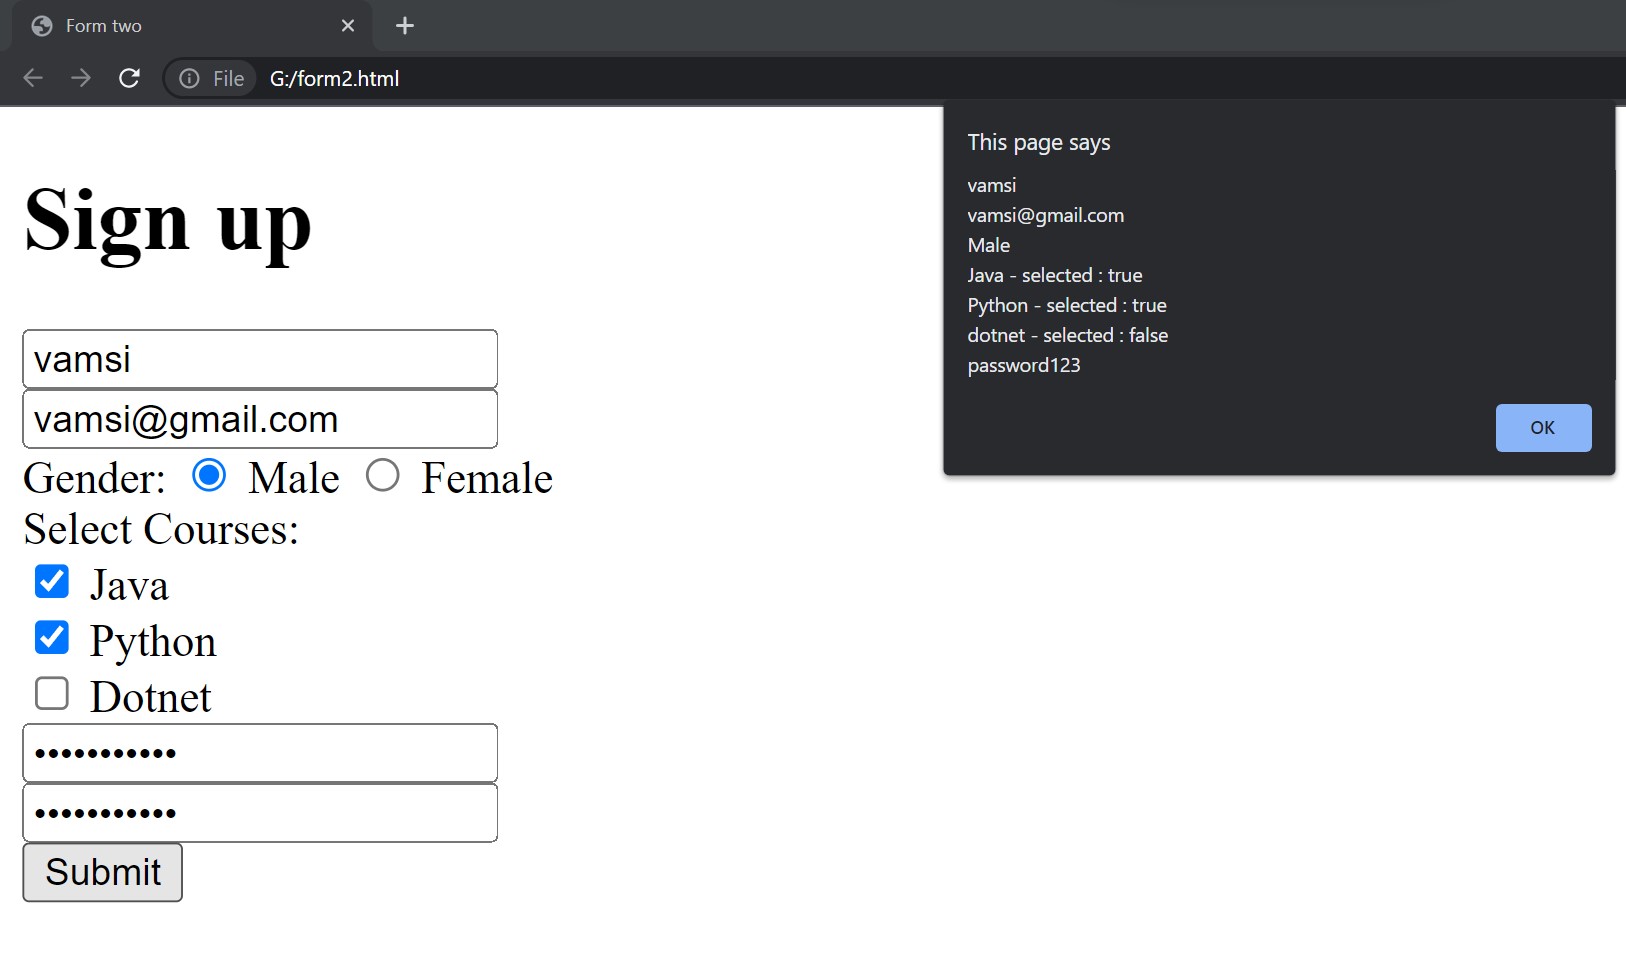 Form two
File G:/form2.html
This page says
vamsi
vamsi@gmail.com
Male
Java - selected : true
Python - selected : true
dotnet - selected : false
password123
OK
Sign up
vamsi
vamsi@gmail.com
Gender: Male Female
Select Courses:
Java
Python
Dotnet
•••••••••••
•••••••••••
Submit